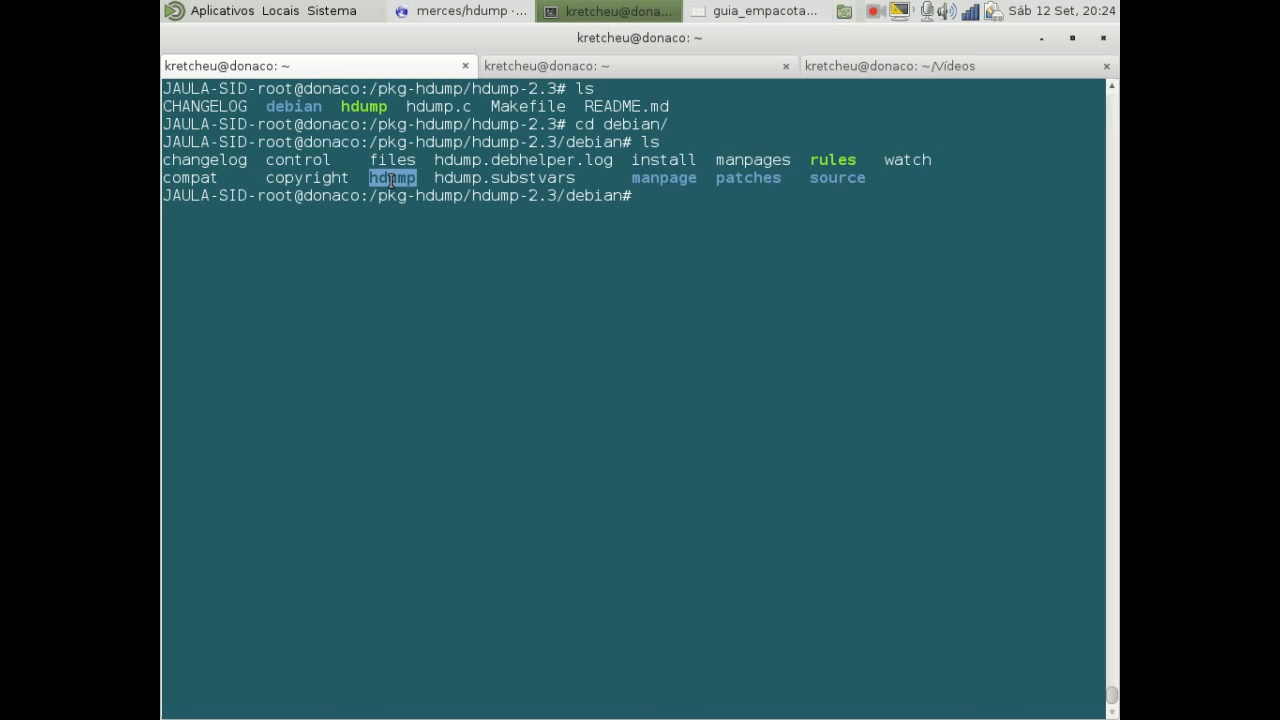 Aplicativos Locais Sistema merces/hdump -... kretcheu@dona... guia_empacota... Sáb 12 Set, 20:24
kretcheu@donaco: ~
kretcheu@donaco: ~ kretcheu@donaco: ~ kretcheu@donaco: ~/Vídeos
JAULA-SID-root@donaco:/pkg-hdump/hdump-2.3# ls
CHANGELOG debian hdump hdump.c Makefile README.md
JAULA-SID-root@donaco:/pkg-hdump/hdump-2.3# cd debian/
JAULA-SID-root@donaco:/pkg-hdump/hdump-2.3/debian# ls
changelog control files hdump.debhelper.log install manpages rules watch
compat copyright hdump hdump.substvars manpage patches source
JAULA-SID-root@donaco:/pkg-hdump/hdump-2.3/debian#